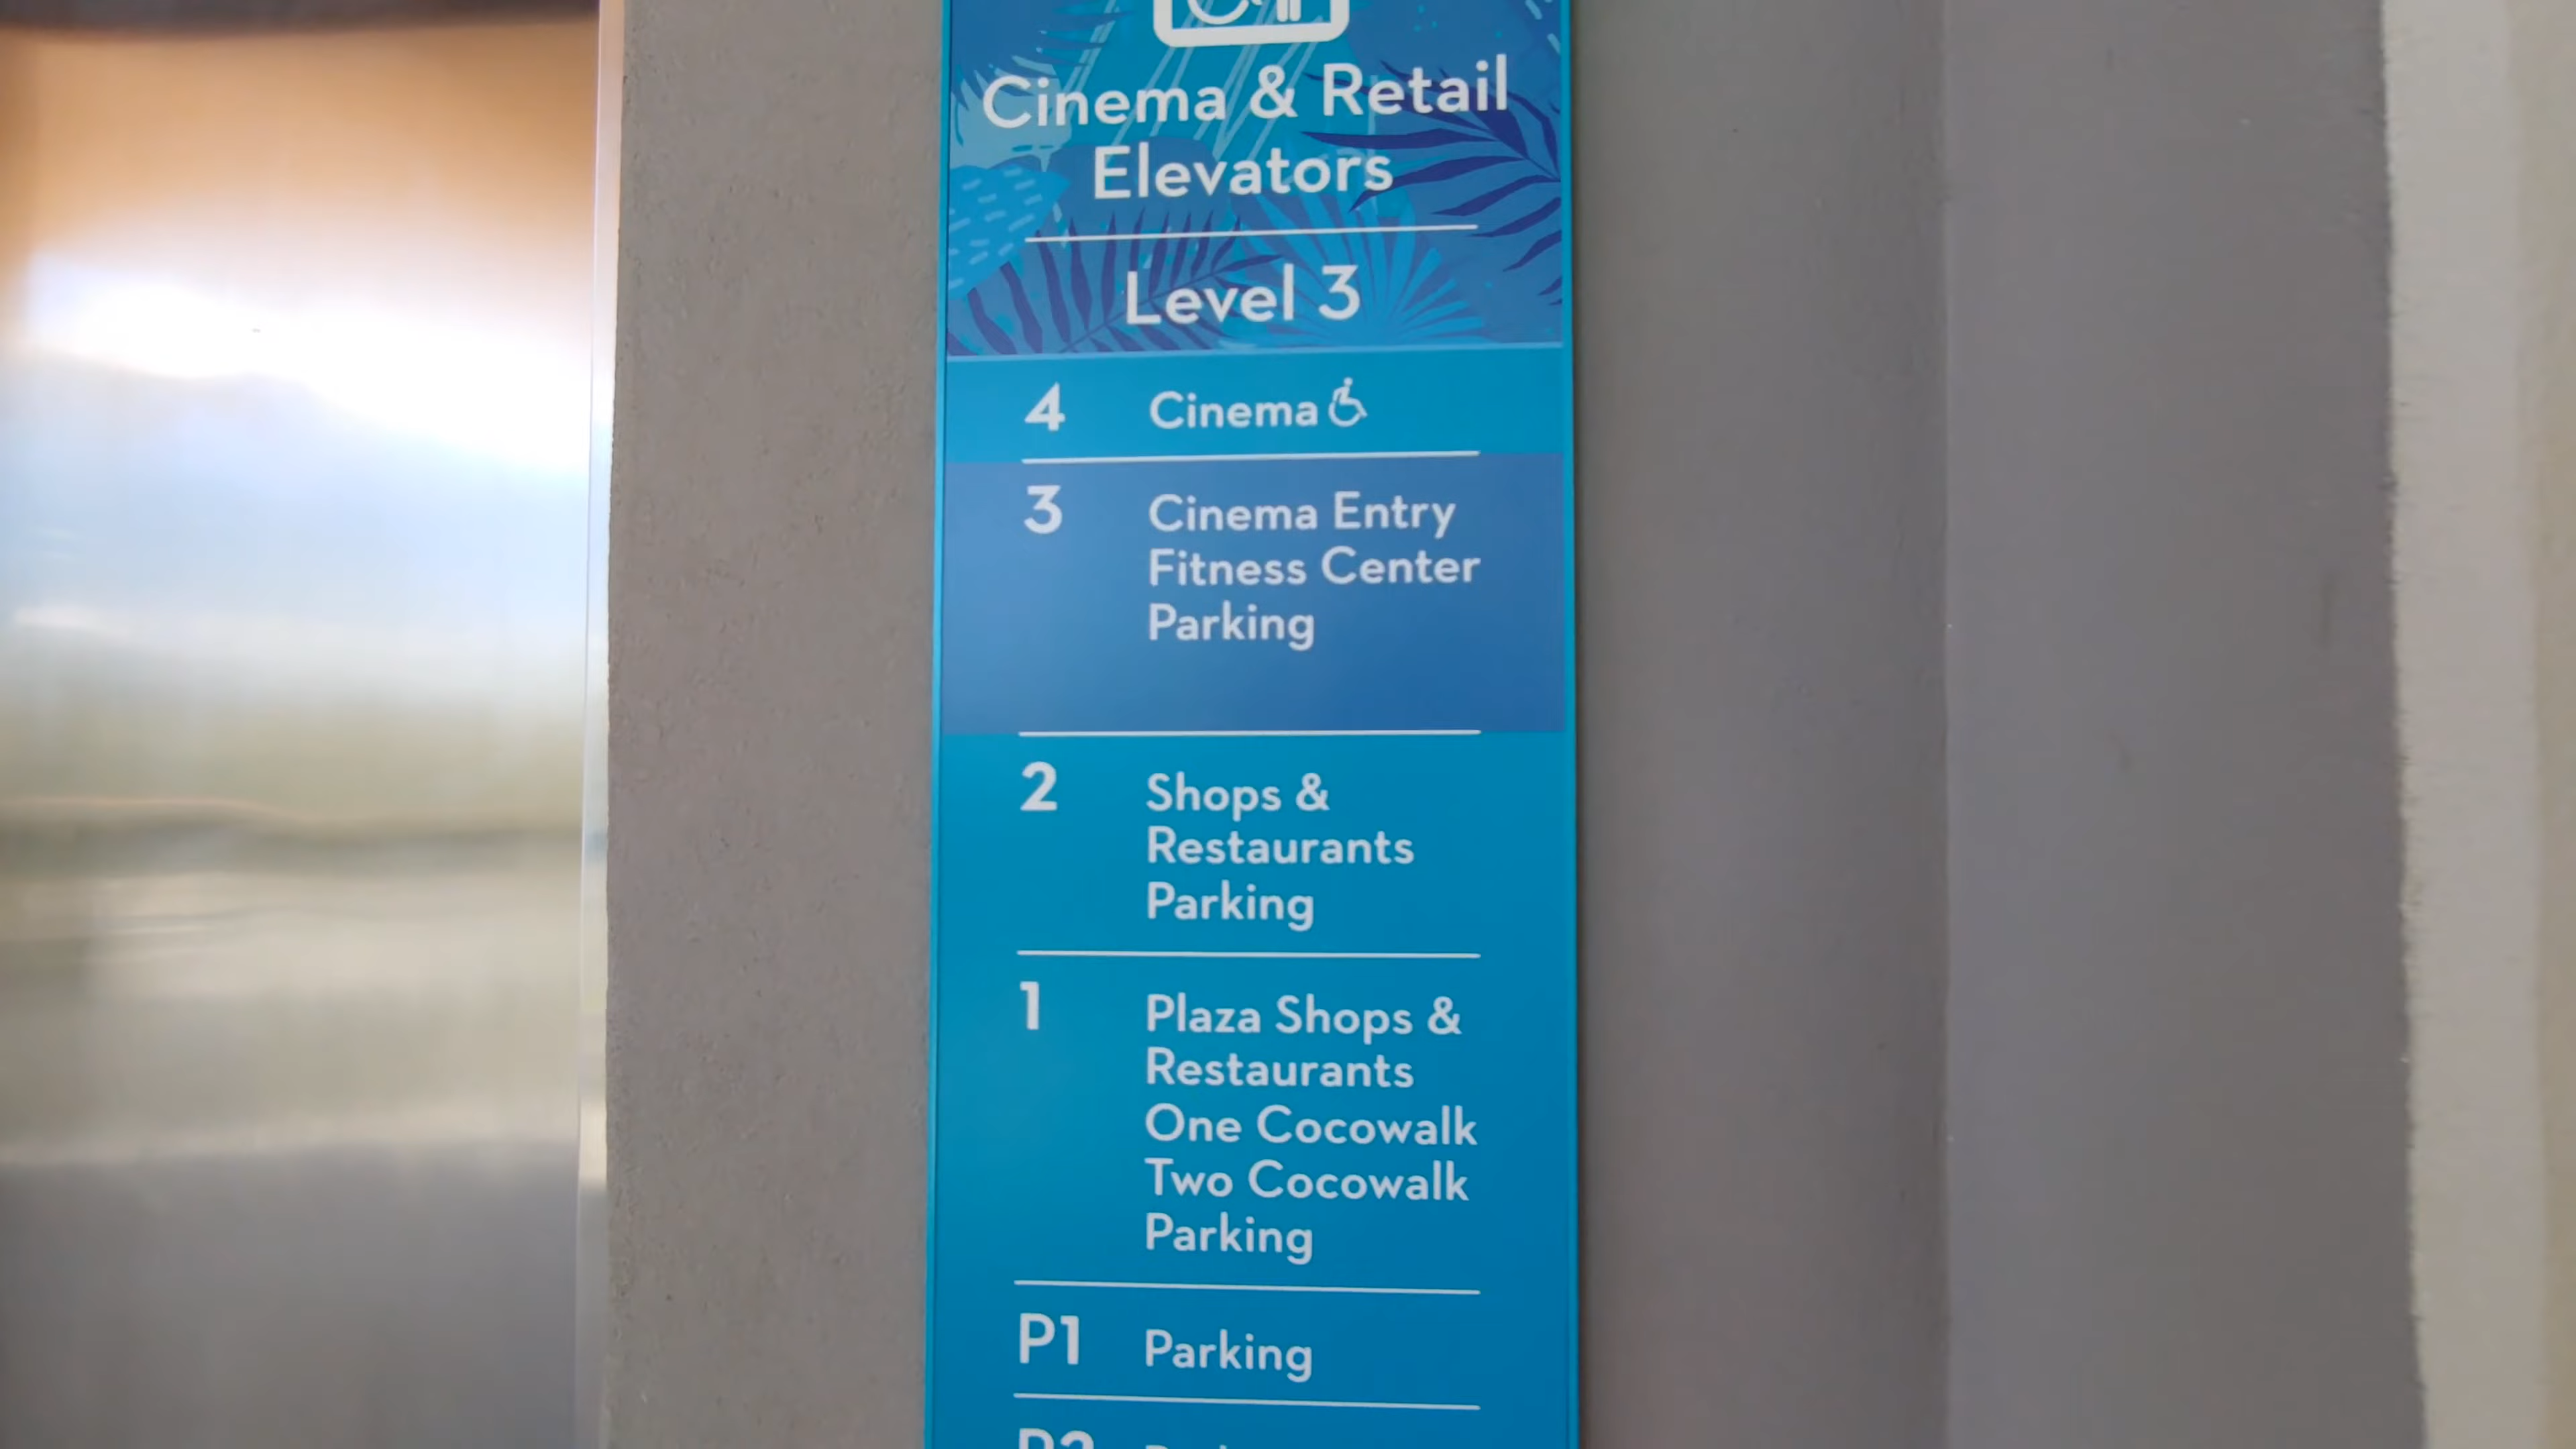 Cinema & Retail
Elevators
Level 3
4 Cinema
3 Cinema Entry
Fitness Center
Parking
2 Shops &
Restaurants
Parking
1 Plaza Shops &
Restaurants
One Cocowalk
Two Cocowalk
Parking
P1 Parking